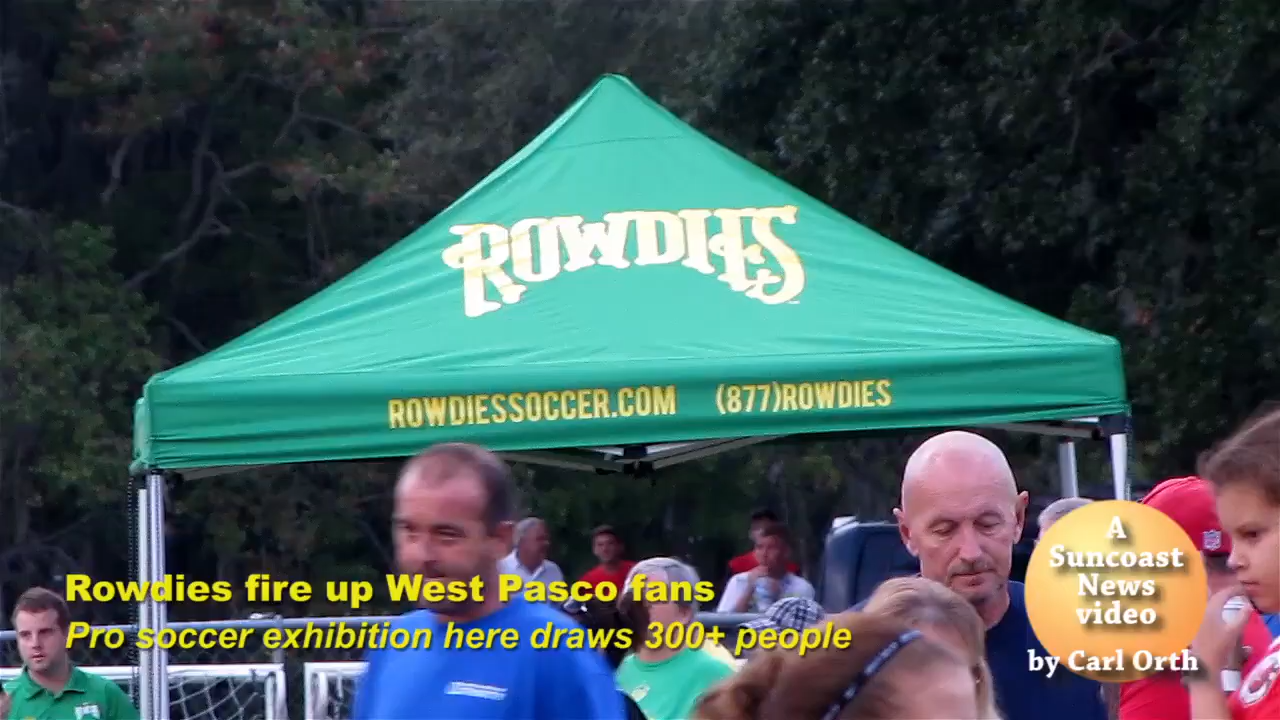 ROWDIES
ROWDIESSOCCER.COM (877)ROWDIES
Rowdies fire up West Pasco fans
Pro soccer exhibition here draws 300+ people
A
Suncoast
News
video
by Carl Orth